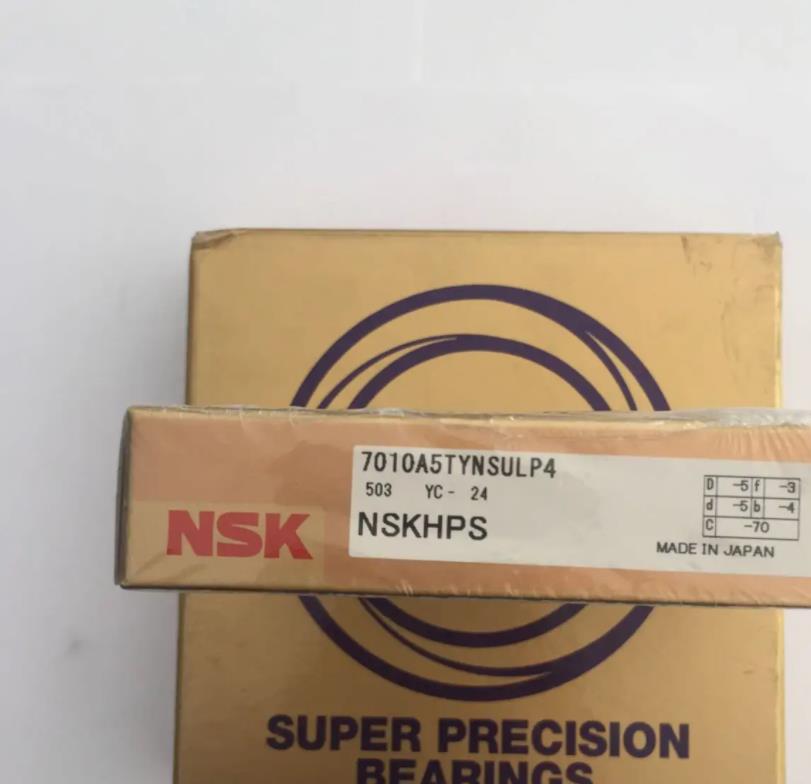 7010A5TYNSULP4
503 YC - 24
NSKHPS
NSK
D -5 f -3
d -5 b -4
C -70
MADE IN JAPAN
SUPER PRECISION
BEARINGS